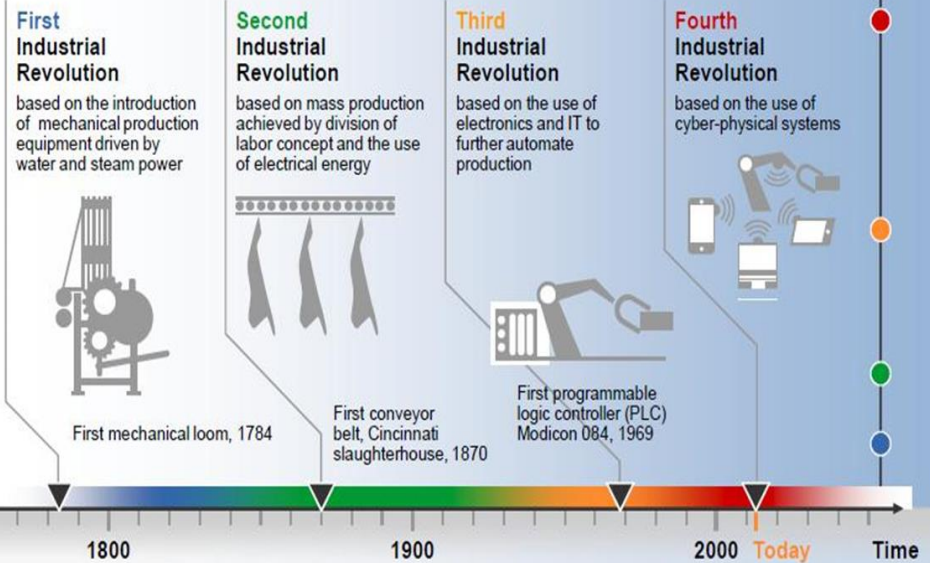 First
Industrial
Revolution
based on the introduction
of mechanical production
equipment driven by
water and steam power
First mechanical loom, 1784
Second
Industrial
Revolution
based on mass production
achieved by division of
labor concept and the use
of electrical energy
First conveyor
belt, Cincinnati
slaughterhouse, 1870
Third
Industrial
Revolution
based on the use of
electronics and IT to
further automate
production
First programmable
logic controller (PLC)
Modicon 084, 1969
Fourth
Industrial
Revolution
based on the use of
cyber-physical systems
1800
1900
2000
Today
Time